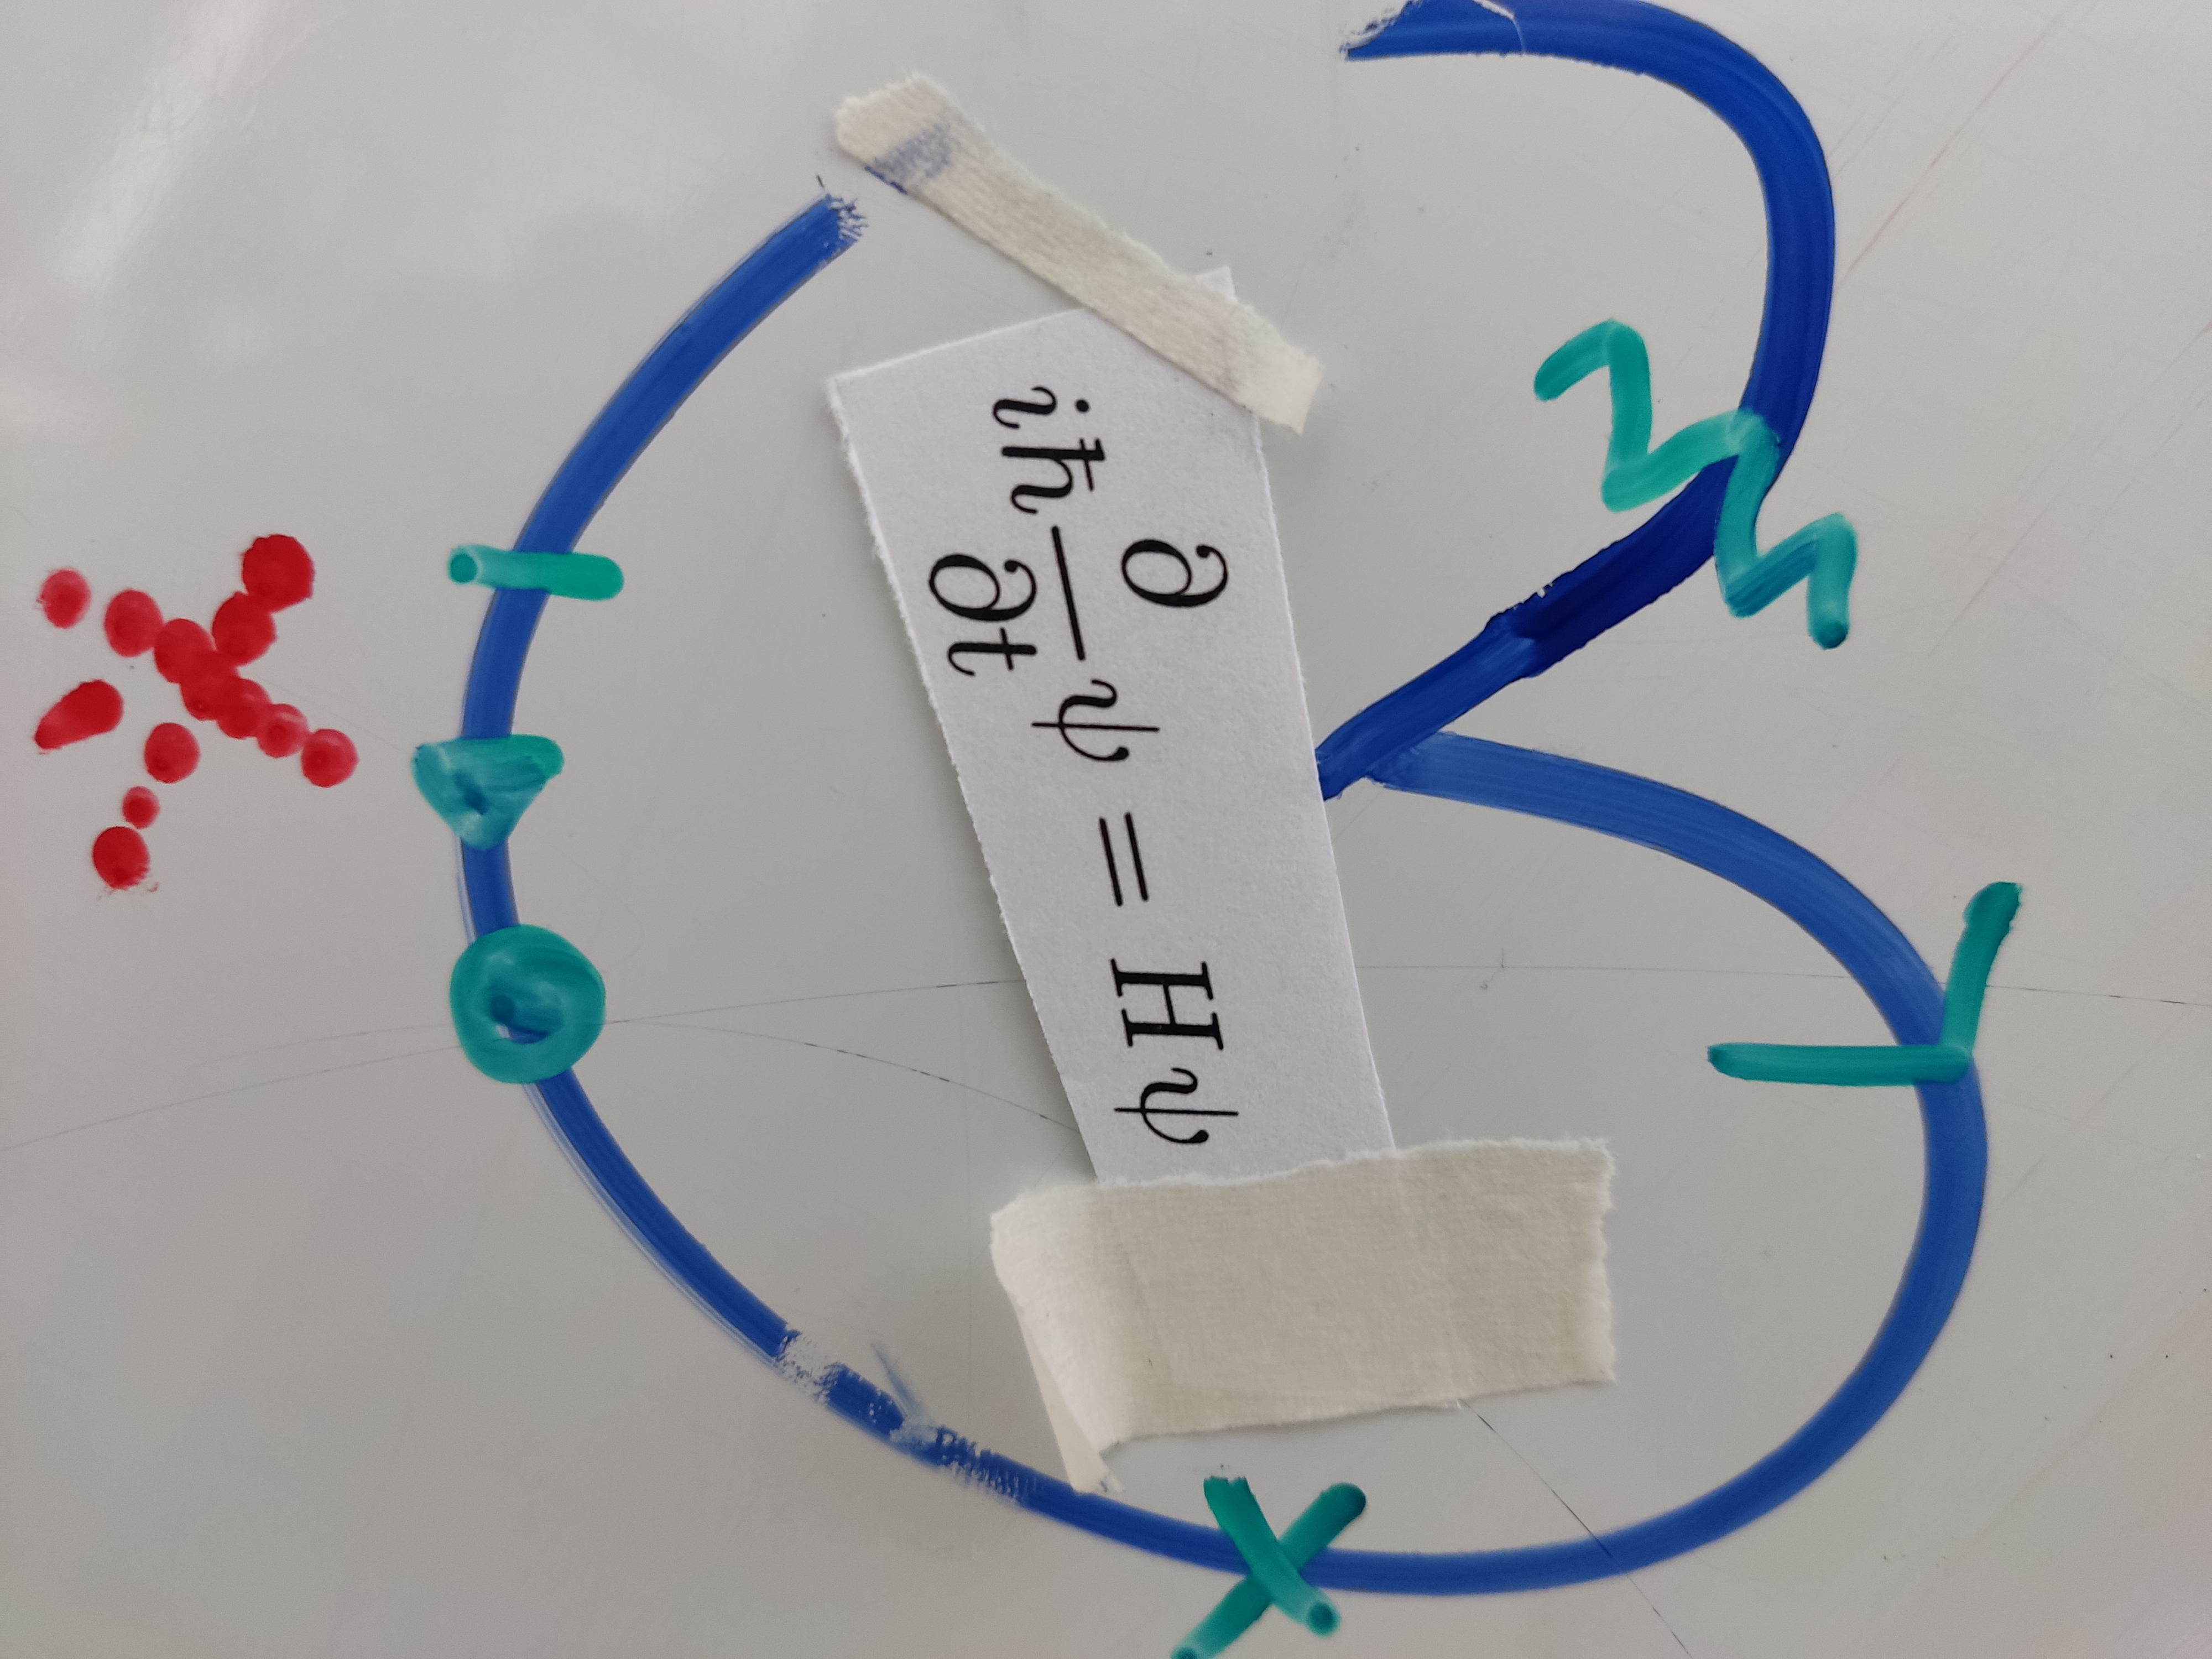 iħ ∂/∂t ψ = Hψ